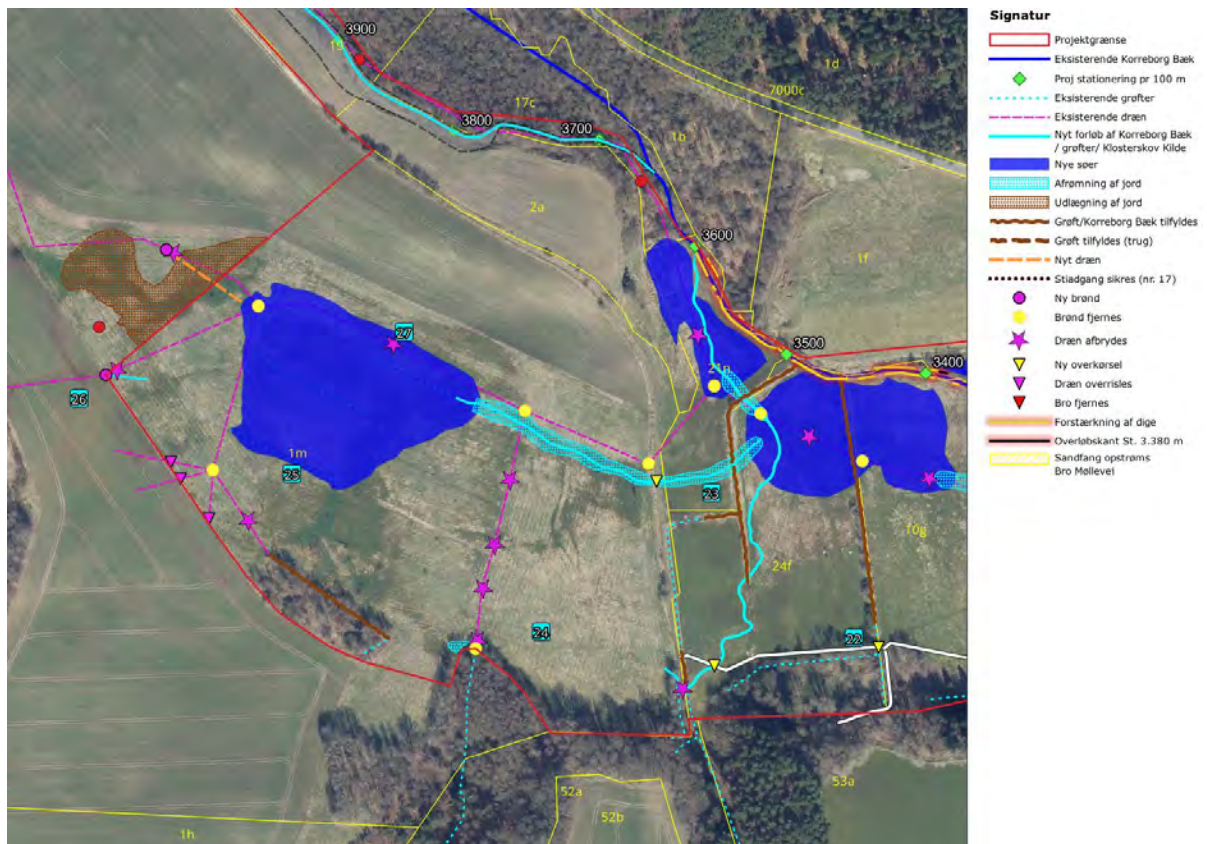 Signatur
Projektgrænse
Eksisterende Korreborg Bæk
Proj stationering pr 100 m
Eksisterende grøfter
Eksisterende dræn
Nyt forløb af Korreborg Bæk
/ grøfter/ Klosterskov Kilde
Nye søer
Afrømning af jord
Udlægning af jord
Grøft/Korreborg Bæk tilfyldes
Grøft tilfyldes (trug)
Nyt dræn
Stiadgang sikres (nr. 17)
Ny brønd
Brønd fjernes
Dræn afbrydes
Ny overkørsel
Dræn overrisles
Bro fjernes
Forstærkning af dige
Overløbskant St. 3.380 m
Sandfang opstrøms
Bro Møllevej
3900
1d
7000c
17c
3800
3700
1b
2a
3600
1f
27
3500
3400
26
1m
25
23
10g
24f
24
22
53a
52a
52b
1h